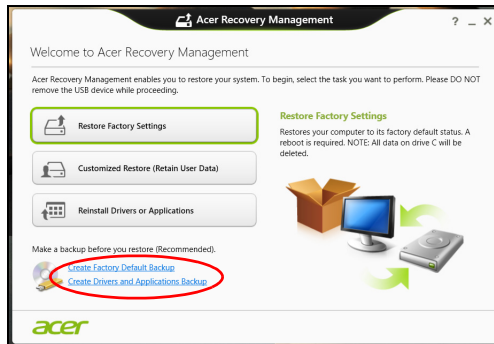 Acer Recovery Management
? _ X
Welcome to Acer Recovery Management
Acer Recovery Management enables you to restore your system. To begin, select the task you want to perform. Please DO NOT
remove the USB device while proceeding.
Restore Factory Settings
Customized Restore (Retain User Data)
Reinstall Drivers or Applications
Restore Factory Settings
Restores your computer to its factory default status. A
reboot is required. NOTE: All data on drive C will be
deleted.
Make a backup before you restore (Recommended).
Create Factory Default Backup
Create Drivers and Applications Backup
acer